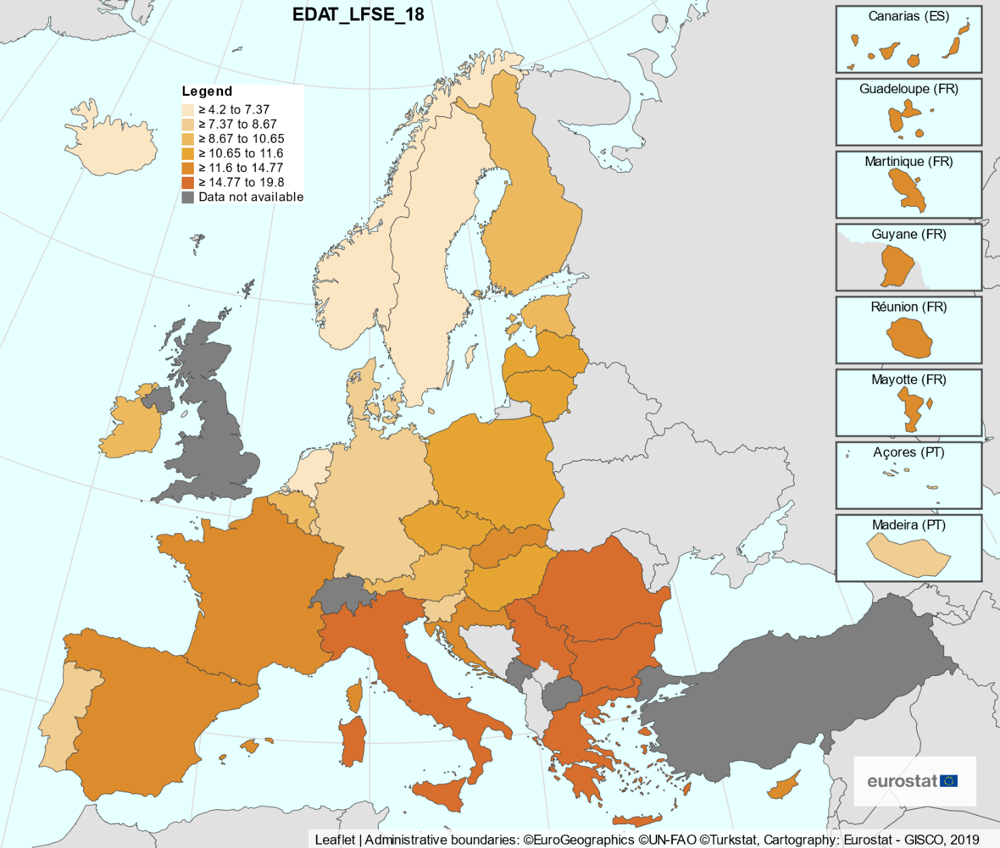 EDAT_LFSE_18
Legend
≥ 4.2 to 7.37
≥ 7.37 to 8.67
≥ 8.67 to 10.65
≥ 10.65 to 11.6
≥ 11.6 to 14.77
≥ 14.77 to 19.8
Data not available
Canarias (ES)
Guadeloupe (FR)
Martinique (FR)
Guyane (FR)
Réunion (FR)
Mayotte (FR)
Açores (PT)
Madeira (PT)
eurostat
Leaflet | Administrative boundaries: ©EuroGeographics ©UN-FAO ©Turkstat, Cartography: Eurostat - GISCO, 2019